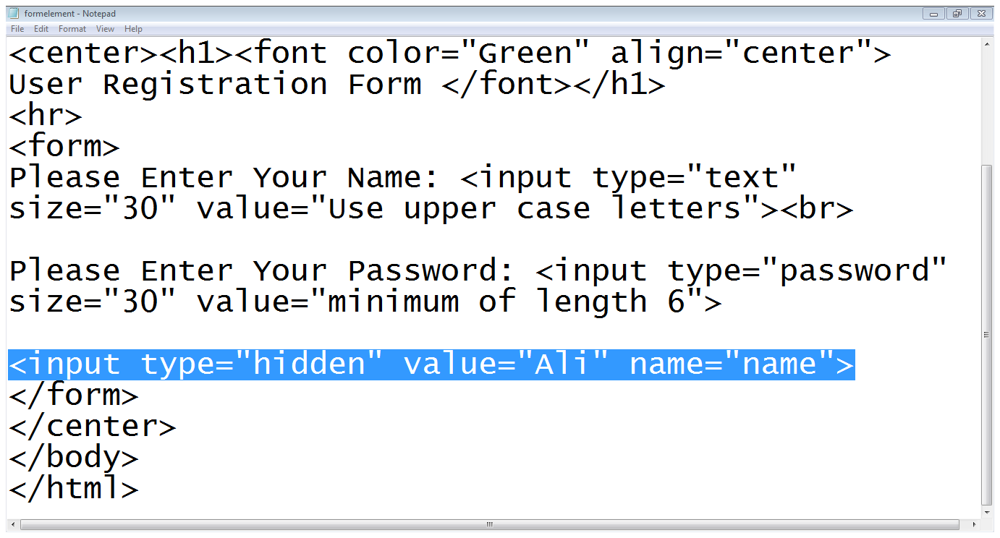 formelement - Notepad
File Edit Format View Help
<center><h1><font color="Green" align="center">
User Registration Form </font></h1>
<hr>
<form>
Please Enter Your Name: <input type="text"
size="30" value="Use upper case letters"><br>
Please Enter Your Password: <input type="password"
size="30" value="minimum of length 6">
<input type="hidden" value="Ali" name="name">
</form>
</center>
</body>
</html>